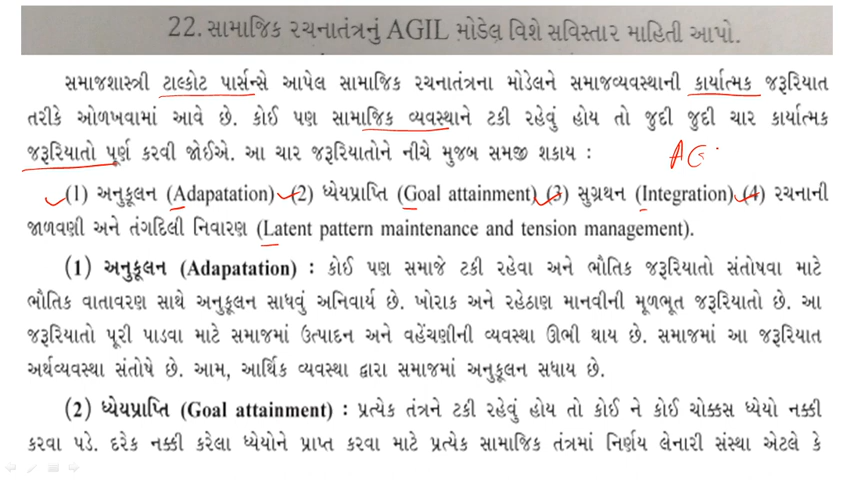 22. સામાજિક રચનાતંત્રનું AGIL મોડેલ વિશે સવિસ્તાર માહિતી આપો.
સમાજશાસ્ત્રી ટાલ્કોટ પાર્સન્સે આપેલ સામાજિક રચનાતંત્રના મોડેલને સમાજવ્યવસ્થાની કાર્યાત્મક જરૂરિયાત
તરીકે ઓળખવામાં આવે છે. કોઈ પણ સામાજિક વ્યવસ્થાને ટકી રહેવું હોય તો જુદી જુદી ચાર કાર્યાત્મક
જરૂરિયાતો પૂર્ણ કરવી જોઈએ. આ ચાર જરૂરિયાતોને નીચે મુજબ સમજી શકાય :
AG
(1) અનુકૂલન (Adapatation) (2) ધ્યેયપ્રાપ્તિ (Goal attainment) (3) સુગ્રથન (Integration) (4) રચનાની
જાળવણી અને તંગદિલી નિવારણ (Latent pattern maintenance and tension management).
(1) અનુકૂલન (Adapatation) : કોઈ પણ સમાજે ટકી રહેવા અને ભૌતિક જરૂરિયાતો સંતોષવા માટે
ભૌતિક વાતાવરણ સાથે અનુકૂલન સાધવું અનિવાર્ય છે. ખોરાક અને રહેઠાણ માનવીની મૂળભૂત જરૂરિયાતો છે. આ
જરૂરિયાતો પૂરી પાડવા માટે સમાજમાં ઉત્પાદન અને વહેંચણીની વ્યવસ્થા ઊભી થાય છે. સમાજમાં આ જરૂરિયાત
અર્થવ્યવસ્થા સંતોષે છે. આમ, આર્થિક વ્યવસ્થા દ્વારા સમાજમાં અનુકૂલન સધાય છે.
(2) ધ્યેયપ્રાપ્તિ (Goal attainment) : પ્રત્યેક તંત્રને ટકી રહેવું હોય તો કોઈ ને કોઈ ચોક્કસ ધ્યેયો નક્કી
કરવા પડે. દરેક નક્કી કરેલા ધ્યેયોને પ્રાપ્ત કરવા માટે પ્રત્યેક સામાજિક તંત્રમાં નિર્ણય લેનારી સંસ્થા એટલે કે